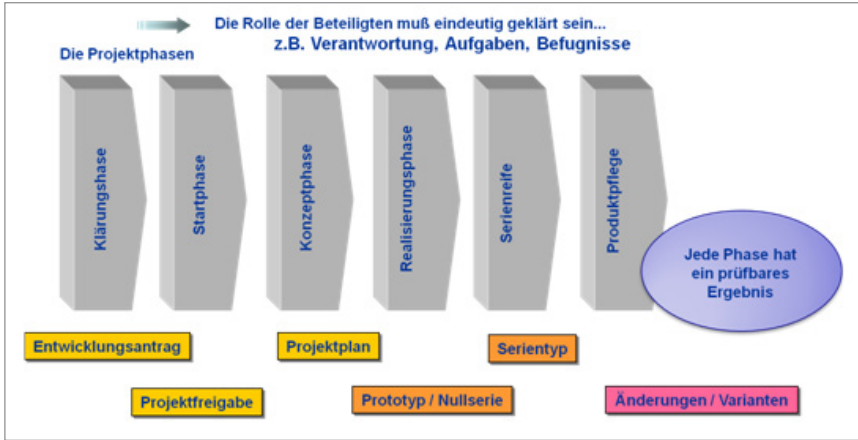 Die Rolle der Beteiligten muß eindeutig geklärt sein...
z.B. Verantwortung, Aufgaben, Befugnisse
Die Projektphasen
Klärungshase
Startphase
Konzeptphase
Realisierungsphase
Serienreife
Produktpflege
Jede Phase hat
ein prüfbares
Ergebnis
Entwicklungsantrag
Projektplan
Serientyp
Projektfreigabe
Prototyp / Nullserie
Änderungen / Varianten